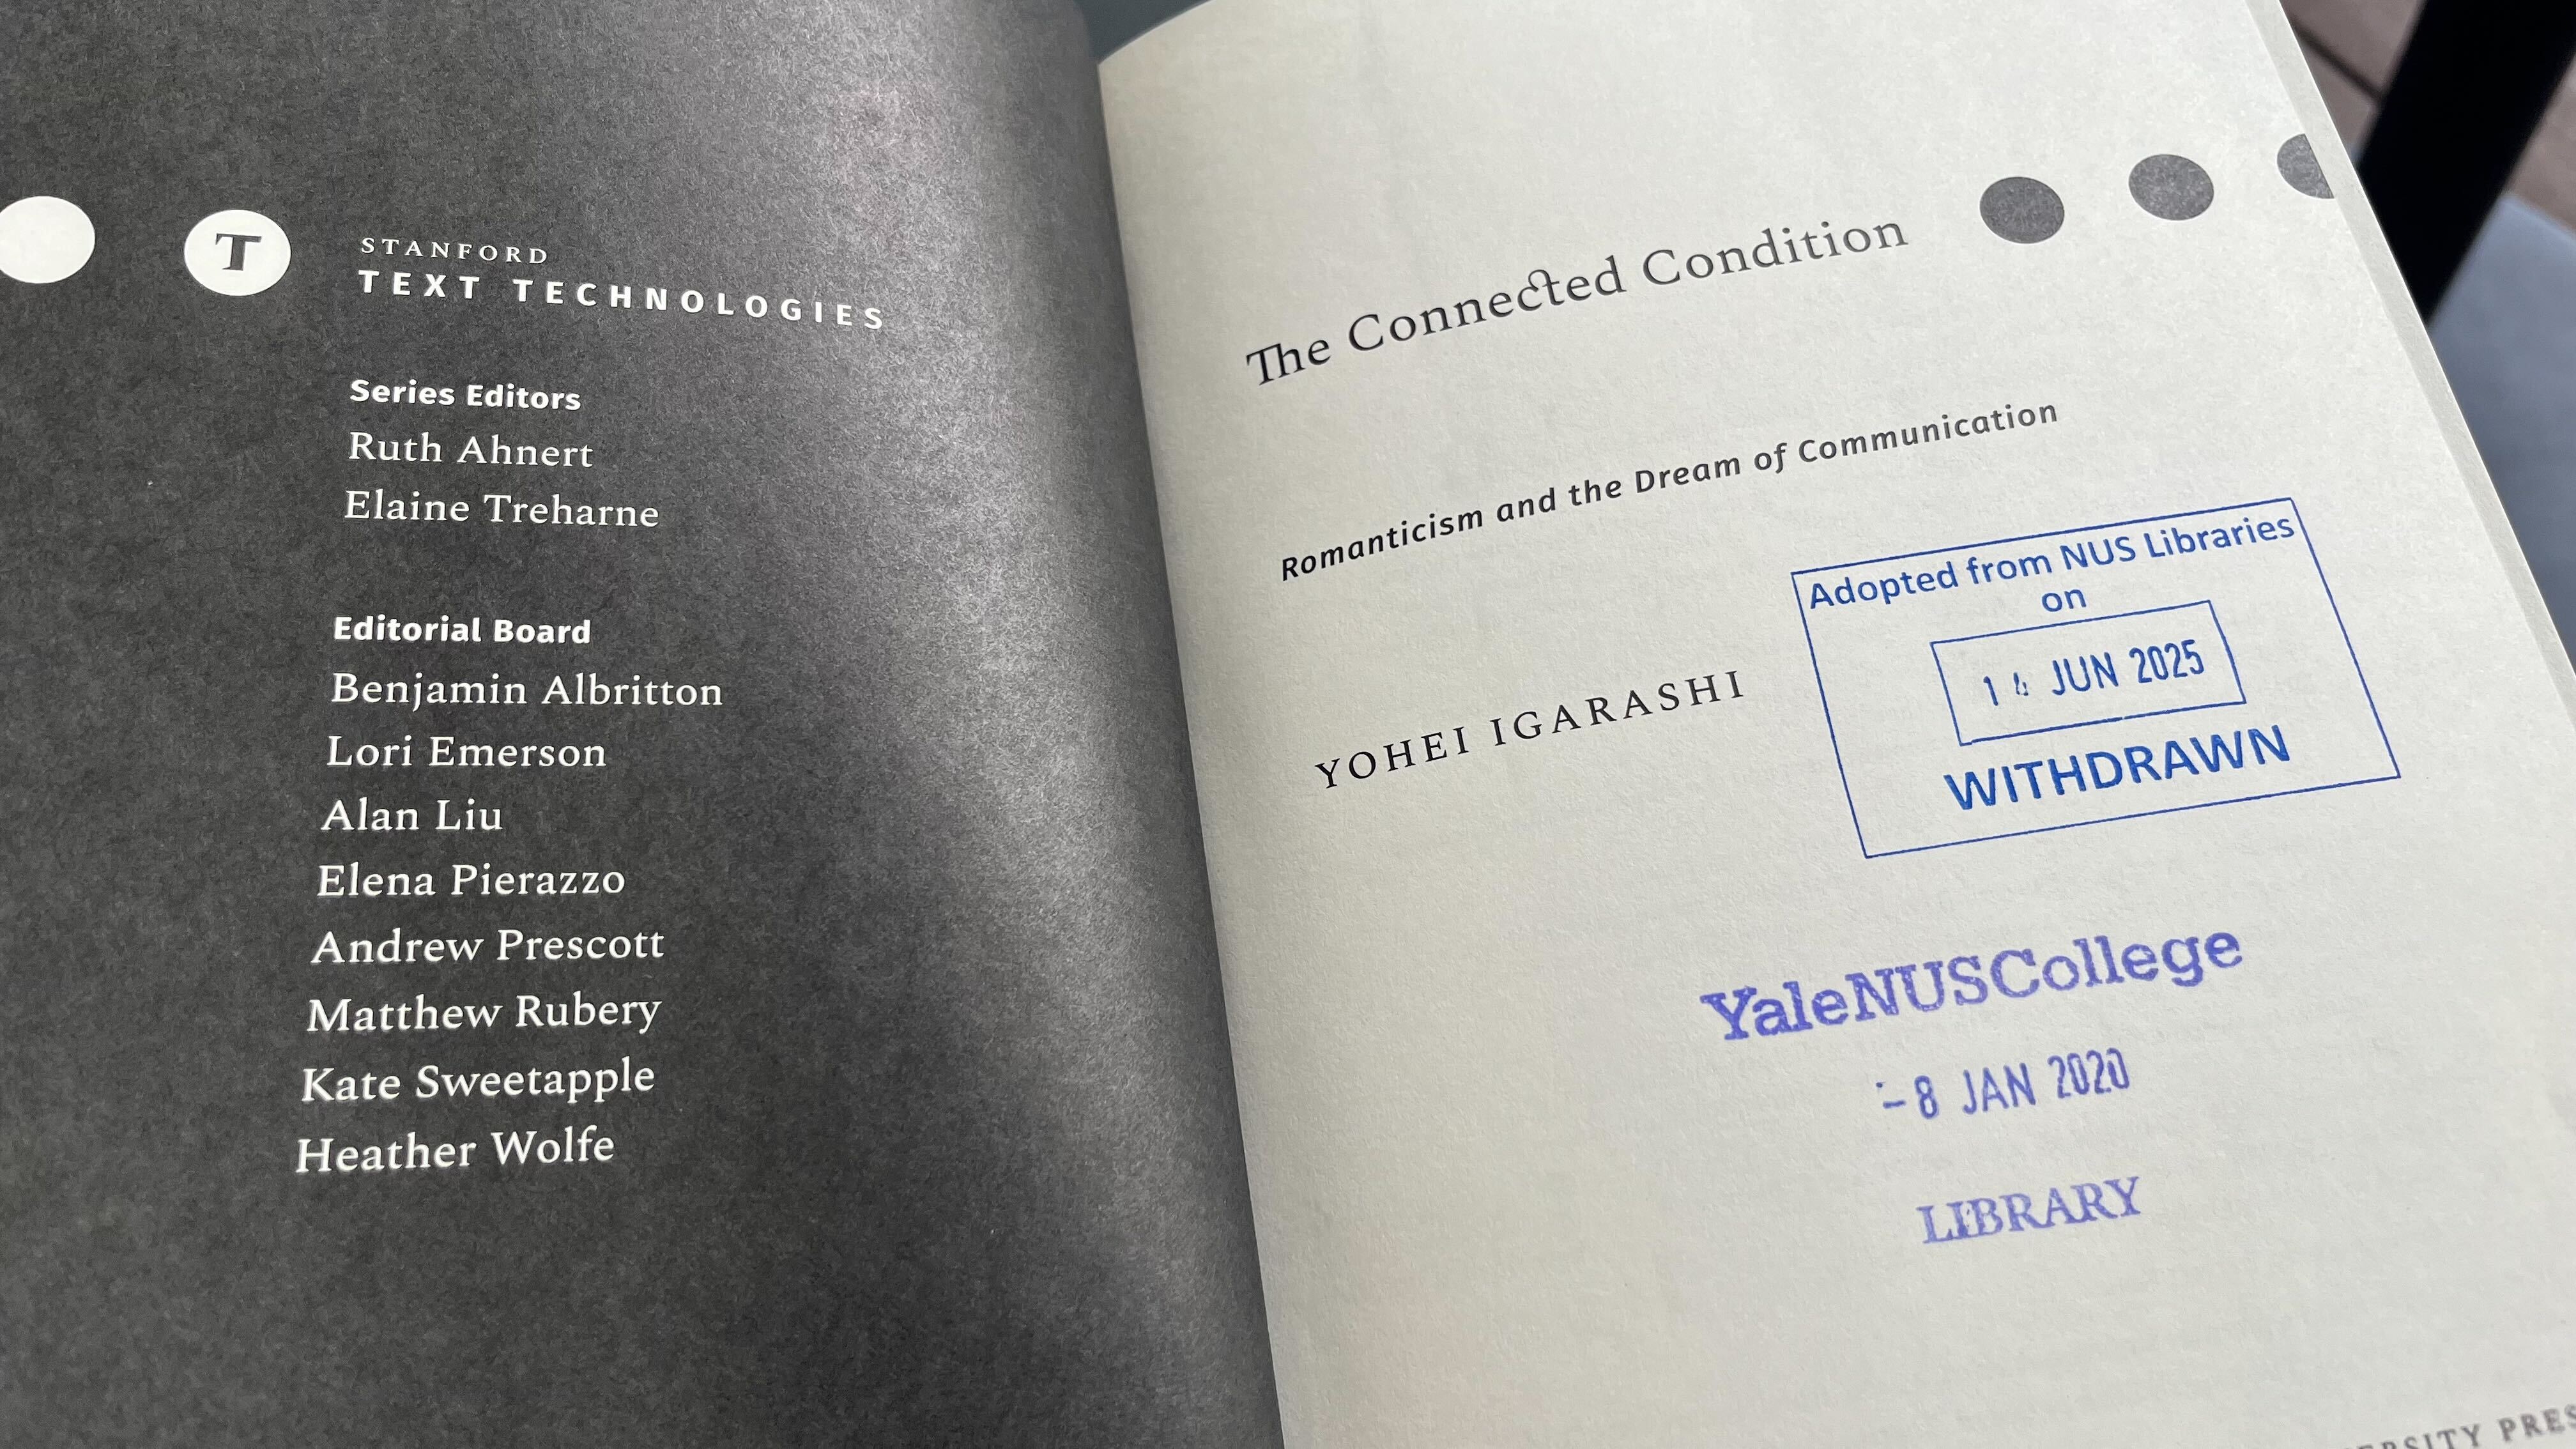 T
STANFORD
TEXT TECHNOLOGIES
Series Editors
Ruth Ahnert
Elaine Treharne
Editorial Board
Benjamin Albritton
Lori Emerson
Alan Liu
Elena Pierazzo
Andrew Prescott
Matthew Rubery
Kate Sweetapple
Heather Wolfe
The Connected Condition
Romanticism and the Dream of Communication
YOHEI IGARASHI
Adopted from NUS Libraries
on
14 JUN 2025
WITHDRAWN
YaleNUSCollege
-8 JAN 2020
LIBRARY